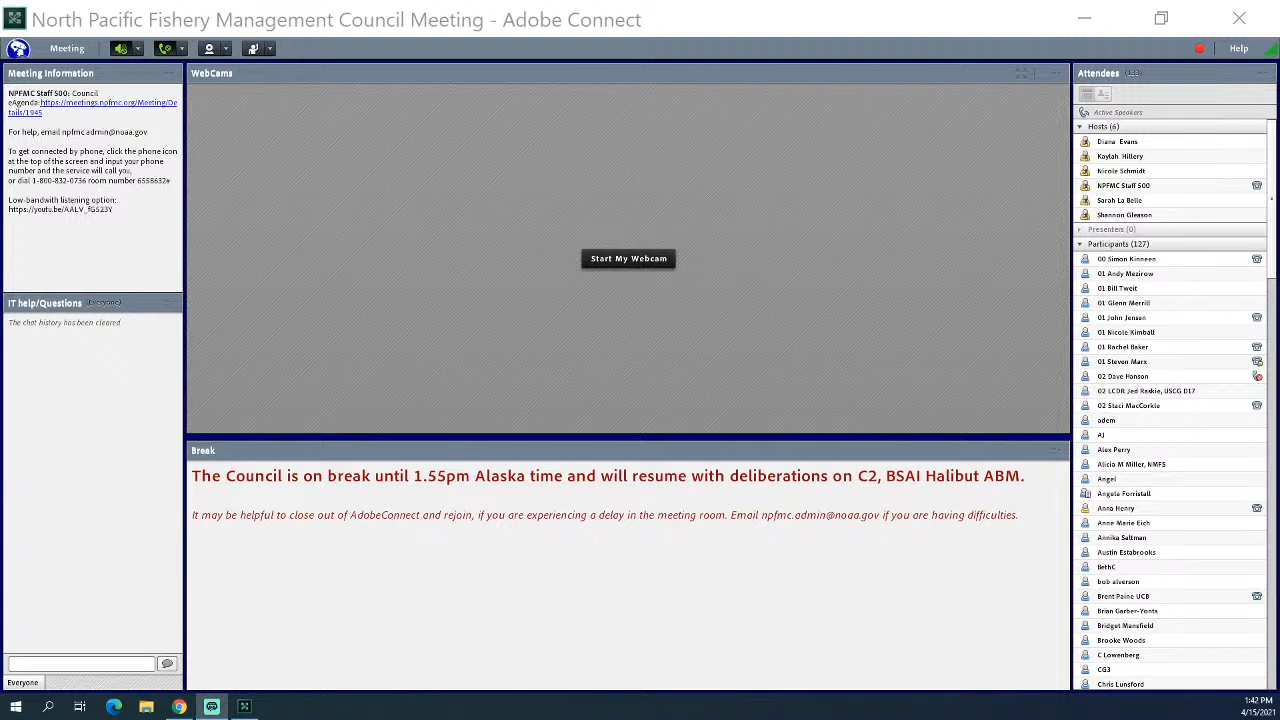 North Pacific Fishery Management Council Meeting - Adobe Connect
Meeting
Help
Meeting Information
NPFMC Staff 500: Council
eAgenda:https://meetings.npfmc.org/Meeting/De
tails/1945
For help, email npfmc.admin@noaa.gov
To get connected by phone, click the phone icon
at the top of the screen and input your phone
number and the service will call you,
or dial 1-800-832-0736 room number 6558632#
Low-bandwith listening option:
https://youtu.be/AALV_fG523Y
IT help/Questions (Everyone)
The chat history has been cleared
Everyone
WebCams
Start My Webcam
Break
The Council is on break until 1.55pm Alaska time and will resume with deliberations on C2, BSAI Halibut ABM.
It may be helpful to close out of AdobeConnect and rejoin, if you are experiencing a delay in the meeting room. Email npfmc.admin@noaa.gov if you are having difficulties.
Attendees (133)
Active Speakers
Hosts (6)
Diana Evans
Kaylah Hillery
Nicole Schmidt
NPFMC Staff 500
Sarah La Belle
Shannon Gleason
Presenters (0)
Participants (127)
00 Simon Kinneen
01 Andy Mezirow
01 Bill Tweit
01 Glenn Merrill
01 John Jensen
01 Nicole Kimball
01 Rachel Baker
01 Steven Marx
02 Dave Hanson
02 LCDR Jed Raskie, USCG D17
02 Staci MacCorkle
adem
AJ
Alex Perry
Alicia M Miller, NMFS
Angel
Angela Forristall
Anna Henry
Anne Marie Eich
Annika Saltman
Austin Estabrooks
BethC
bob alverson
Brent Paine UCB
Brian Garber-Yonts
Bridget Mansfield
Brooke Woods
C Lowenberg
CG3
Chris Lunsford
1:42 PM
4/15/2021